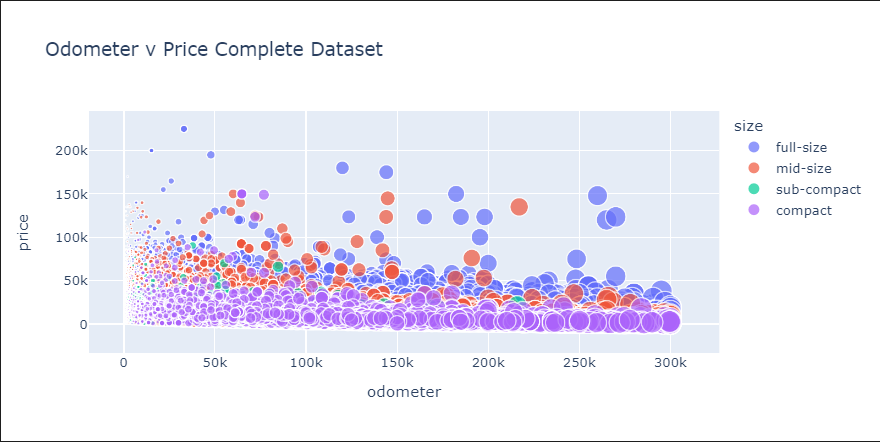 Odometer v Price Complete Dataset
size
full-size
mid-size
sub-compact
compact
price
200k
150k
100k
50k
0
0 50k 100k 150k 200k 250k 300k
odometer